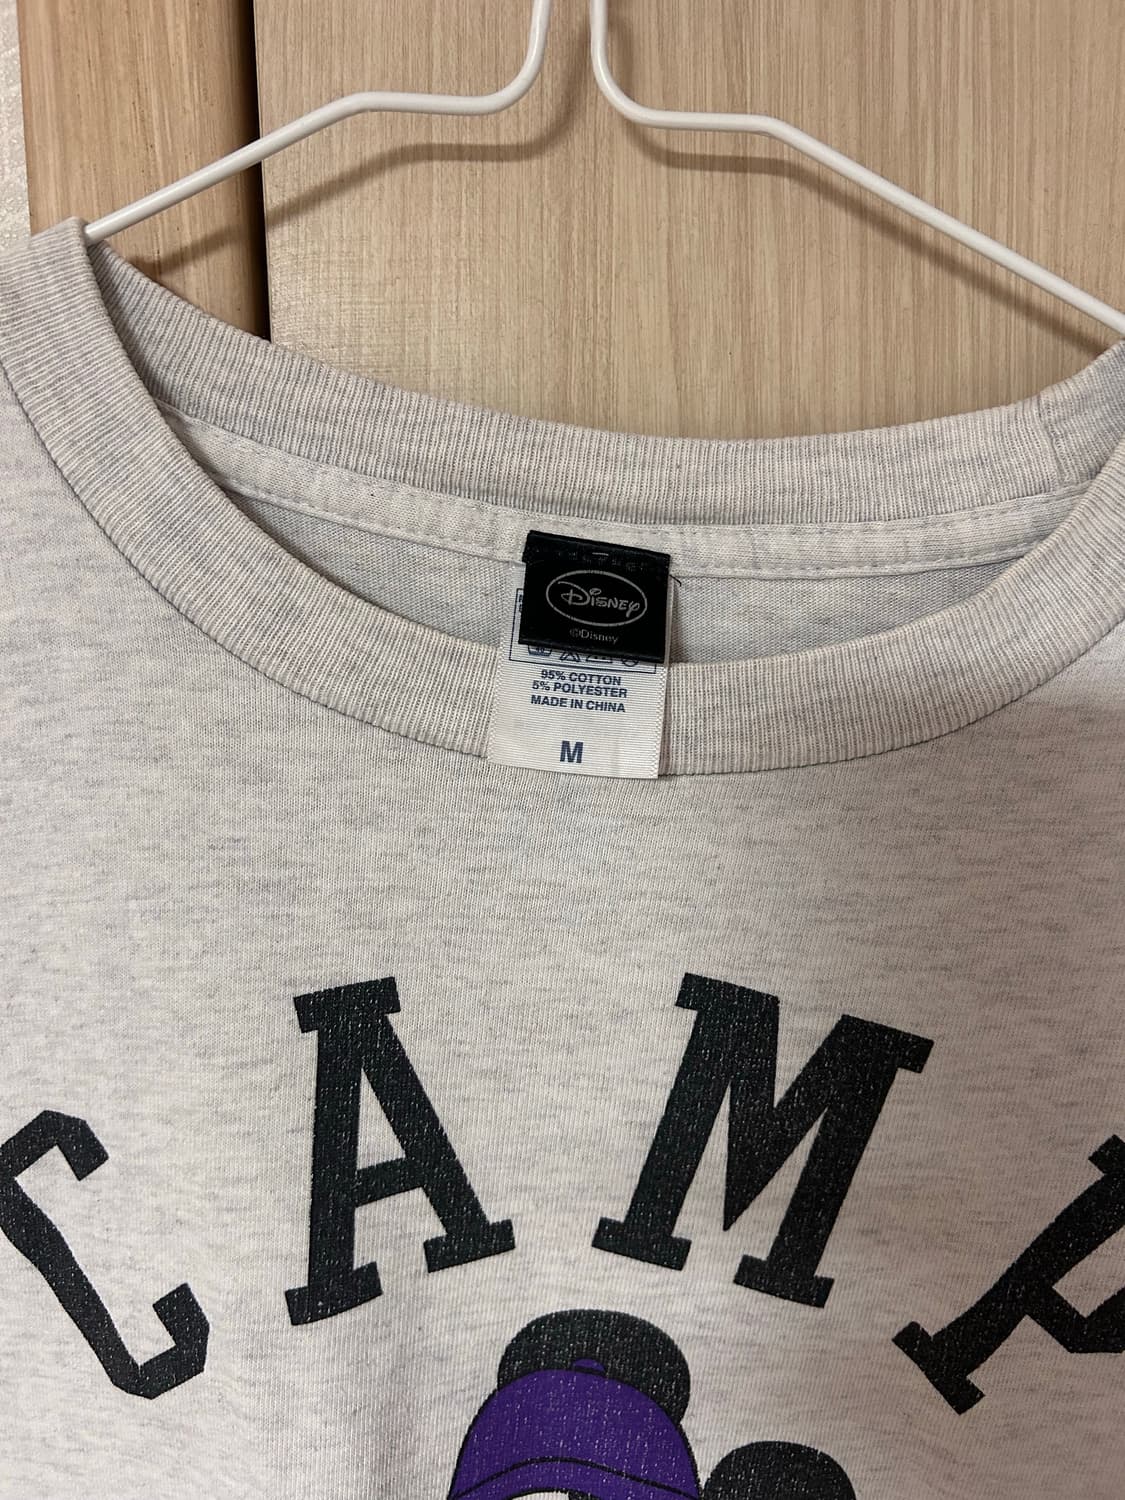 Disney
©Disney
95% COTTON
5% POLYESTER
MADE IN CHINA
M
CAMP